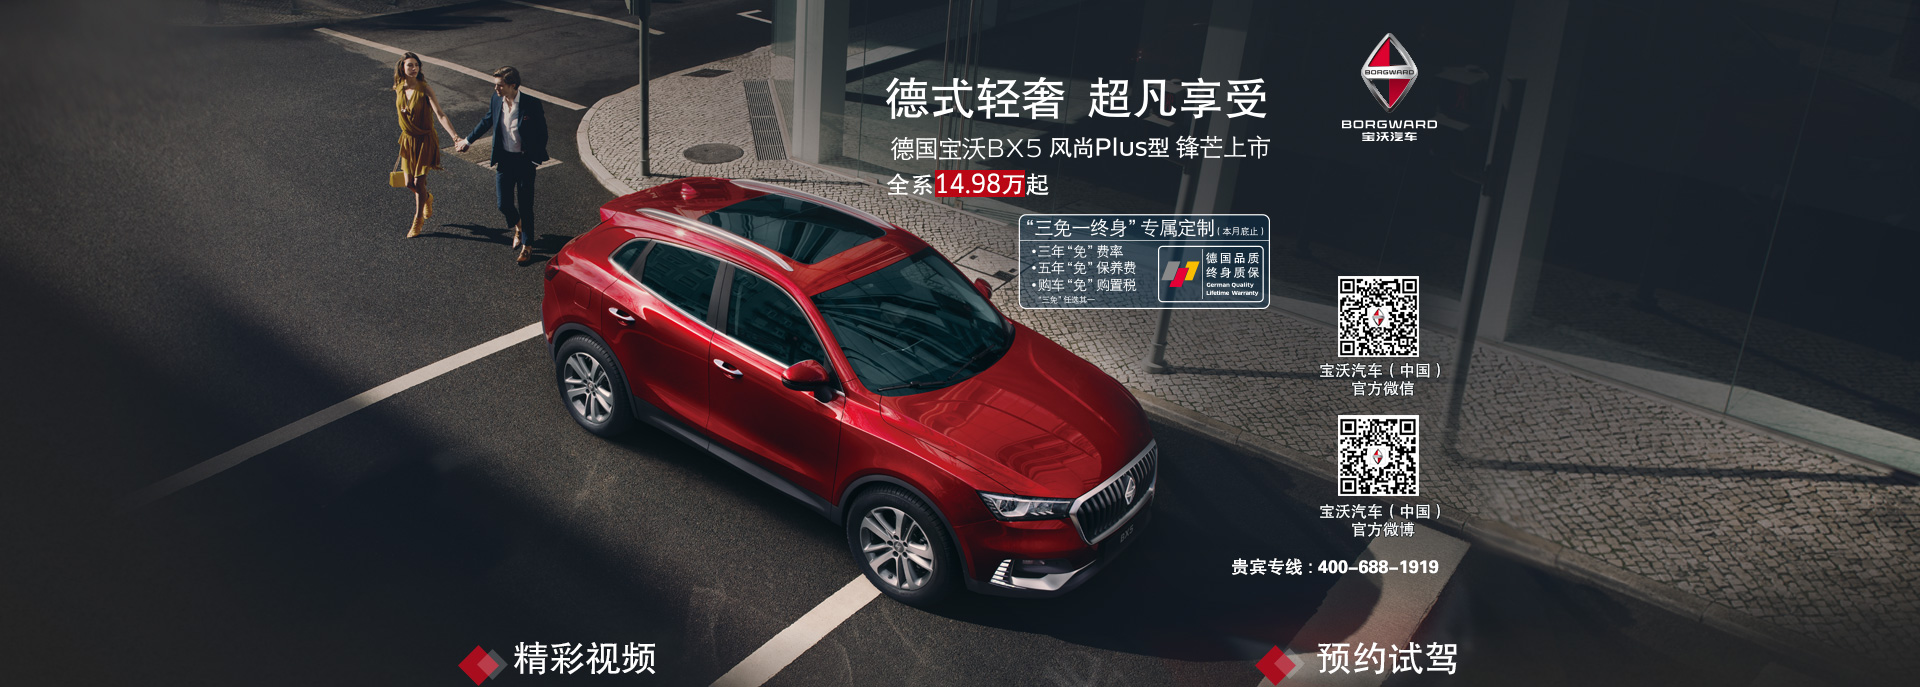 德式轻奢 超凡享受
德国宝沃BX5 风尚Plus型 锋芒上市
全系14.98万起
“三免一终身”专属定制(本月底止)
•三年“免”费率
•五年“免”保养费
•购车“免”购置税
“三免”任选其一
德国品质
终身质保
German Quality
Lifetime Warranty
BORGWARD
BORGWARD
宝沃汽车
宝沃汽车(中国)
官方微信
宝沃汽车(中国)
官方微博
贵宾专线:400-688-1919
BX5
精彩视频
预约试驾